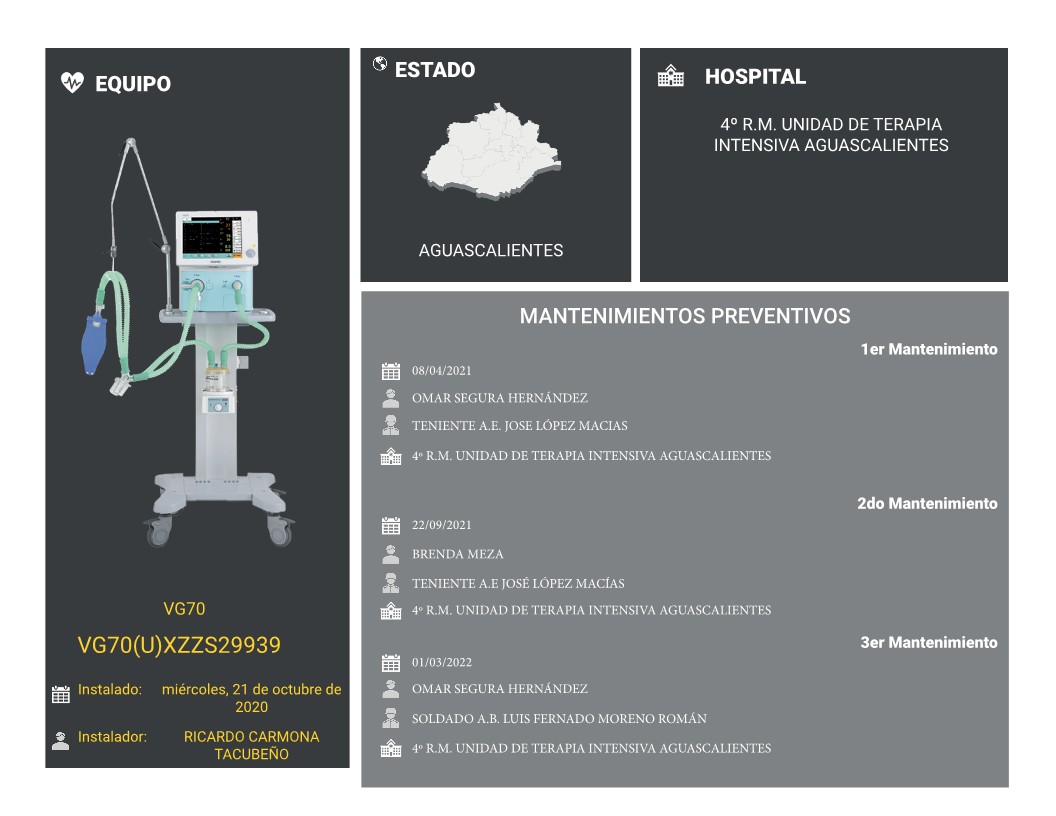 EQUIPO
VG70
VG70(U)XZZS29939
Instalado: miércoles, 21 de octubre de
2020
Instalador: RICARDO CARMONA
TACUBEÑO
ESTADO
AGUASCALIENTES
HOSPITAL
4º R.M. UNIDAD DE TERAPIA
INTENSIVA AGUASCALIENTES
MANTENIMIENTOS PREVENTIVOS
1er Mantenimiento
08/04/2021
OMAR SEGURA HERNÁNDEZ
TENIENTE A.E. JOSE LÓPEZ MACIAS
4º R.M. UNIDAD DE TERAPIA INTENSIVA AGUASCALIENTES
2do Mantenimiento
22/09/2021
BRENDA MEZA
TENIENTE A.E JOSÉ LÓPEZ MACÍAS
4º R.M. UNIDAD DE TERAPIA INTENSIVA AGUASCALIENTES
3er Mantenimiento
01/03/2022
OMAR SEGURA HERNÁNDEZ
SOLDADO A.B. LUIS FERNADO MORENO ROMÁN
4º R.M. UNIDAD DE TERAPIA INTENSIVA AGUASCALIENTES